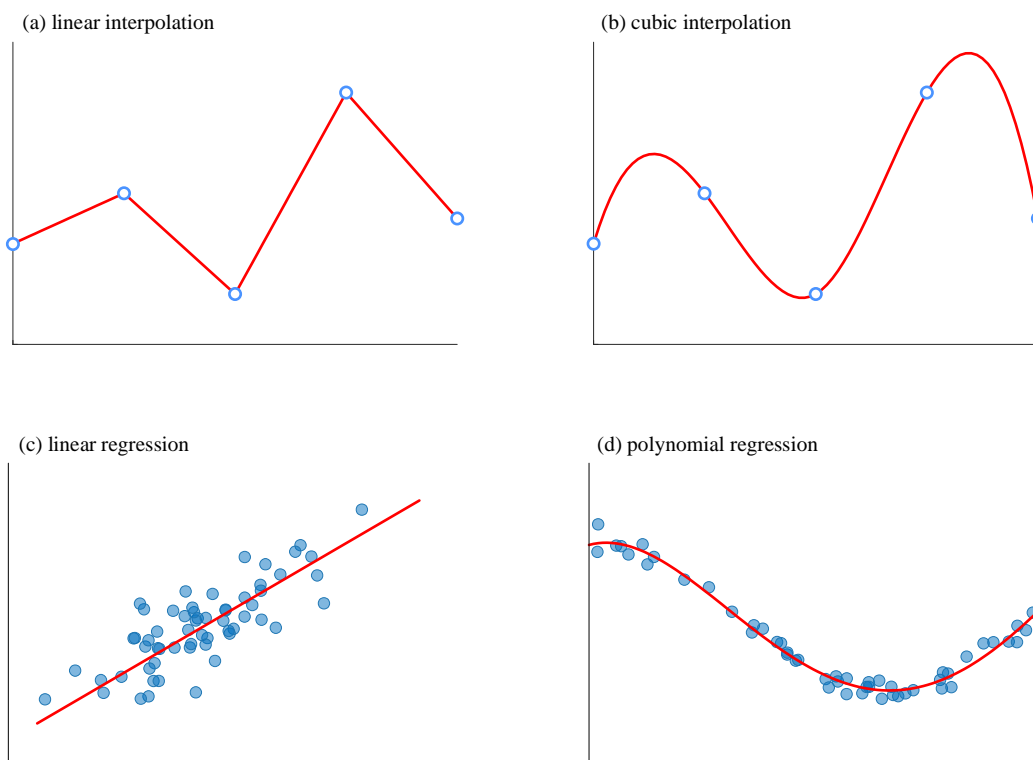 (a) linear interpolation
(b) cubic interpolation
(c) linear regression
(d) polynomial regression